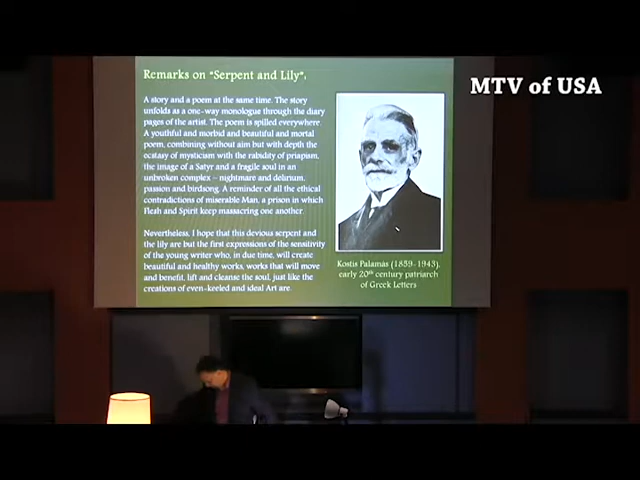 Remarks on "Serpent and Lily":
MTV of USA
A story and a poem at the same time. The story
unfolds as a one-way monologue through the diary
pages of the artist. The poem is spilled everywhere.
A youthful and morbid and beautiful and mortal
poem, combining without aim but with depth the
ecstasy of mysticism with the rabidity of priapism,
the image of a Satyr and a fragile soul in an
unbroken complex – nightmare and delirium,
passion and birdsong. A reminder of all the ethical
contradictions of miserable Man, a prison in which
Flesh and Spirit keep massacring one another.
Nevertheless, I hope that this devious serpent and
the lily are but the first expressions of the sensitivity
of the young writer who, in due time, will create
beautiful and healthy works, works that will move
and benefit, lift and cleanse the soul, just like the
creations of even-keeled and ideal Art are.
Kostis Palamas (1859-1943),
early 20th century patriarch
of Greek Letters